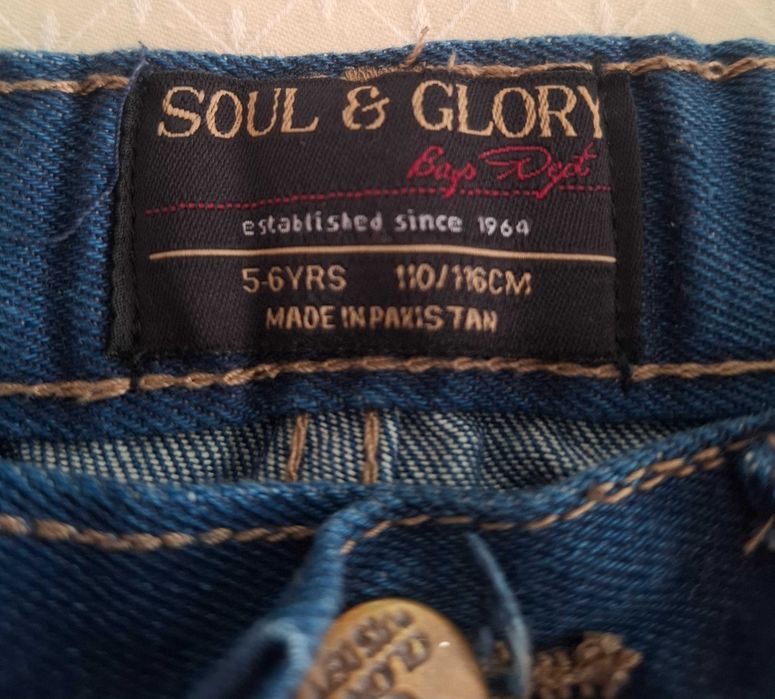 SOUL & GLORY
Boys Dept
established since 1964
5-6YRS 110/116CM
MADE IN PAKISTAN